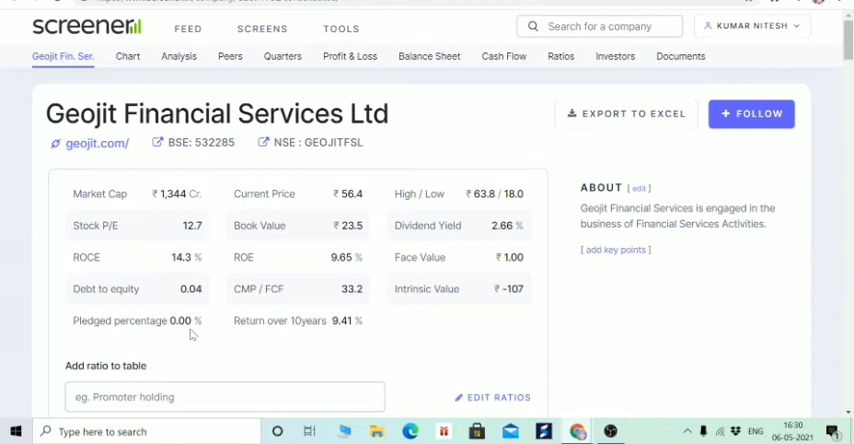 screener
FEED SCREENS TOOLS
Search for a company
KUMAR NITESH
Geojit Fin. Ser. Chart Analysis Peers Quarters Profit & Loss Balance Sheet Cash Flow Ratios Investors Documents
Geojit Financial Services Ltd
EXPORT TO EXCEL
+ FOLLOW
geojit.com/ BSE: 532285 NSE : GEOJITFSL
Market Cap ₹ 1,344 Cr. Current Price ₹ 56.4 High / Low ₹ 63.8 / 18.0
Stock P/E 12.7 Book Value ₹ 23.5 Dividend Yield 2.66 %
ROCE 14.3 % ROE 9.65 % Face Value ₹ 1.00
Debt to equity 0.04 CMP / FCF 33.2 Intrinsic Value ₹ -107
Pledged percentage 0.00 % Return over 10years 9.41 %
ABOUT [ edit ]
Geojit Financial Services is engaged in the
business of Financial Services Activities.
[ add key points ]
Add ratio to table
eg. Promoter holding
EDIT RATIOS
Type here to search
ENG
16:30
06-05-2021